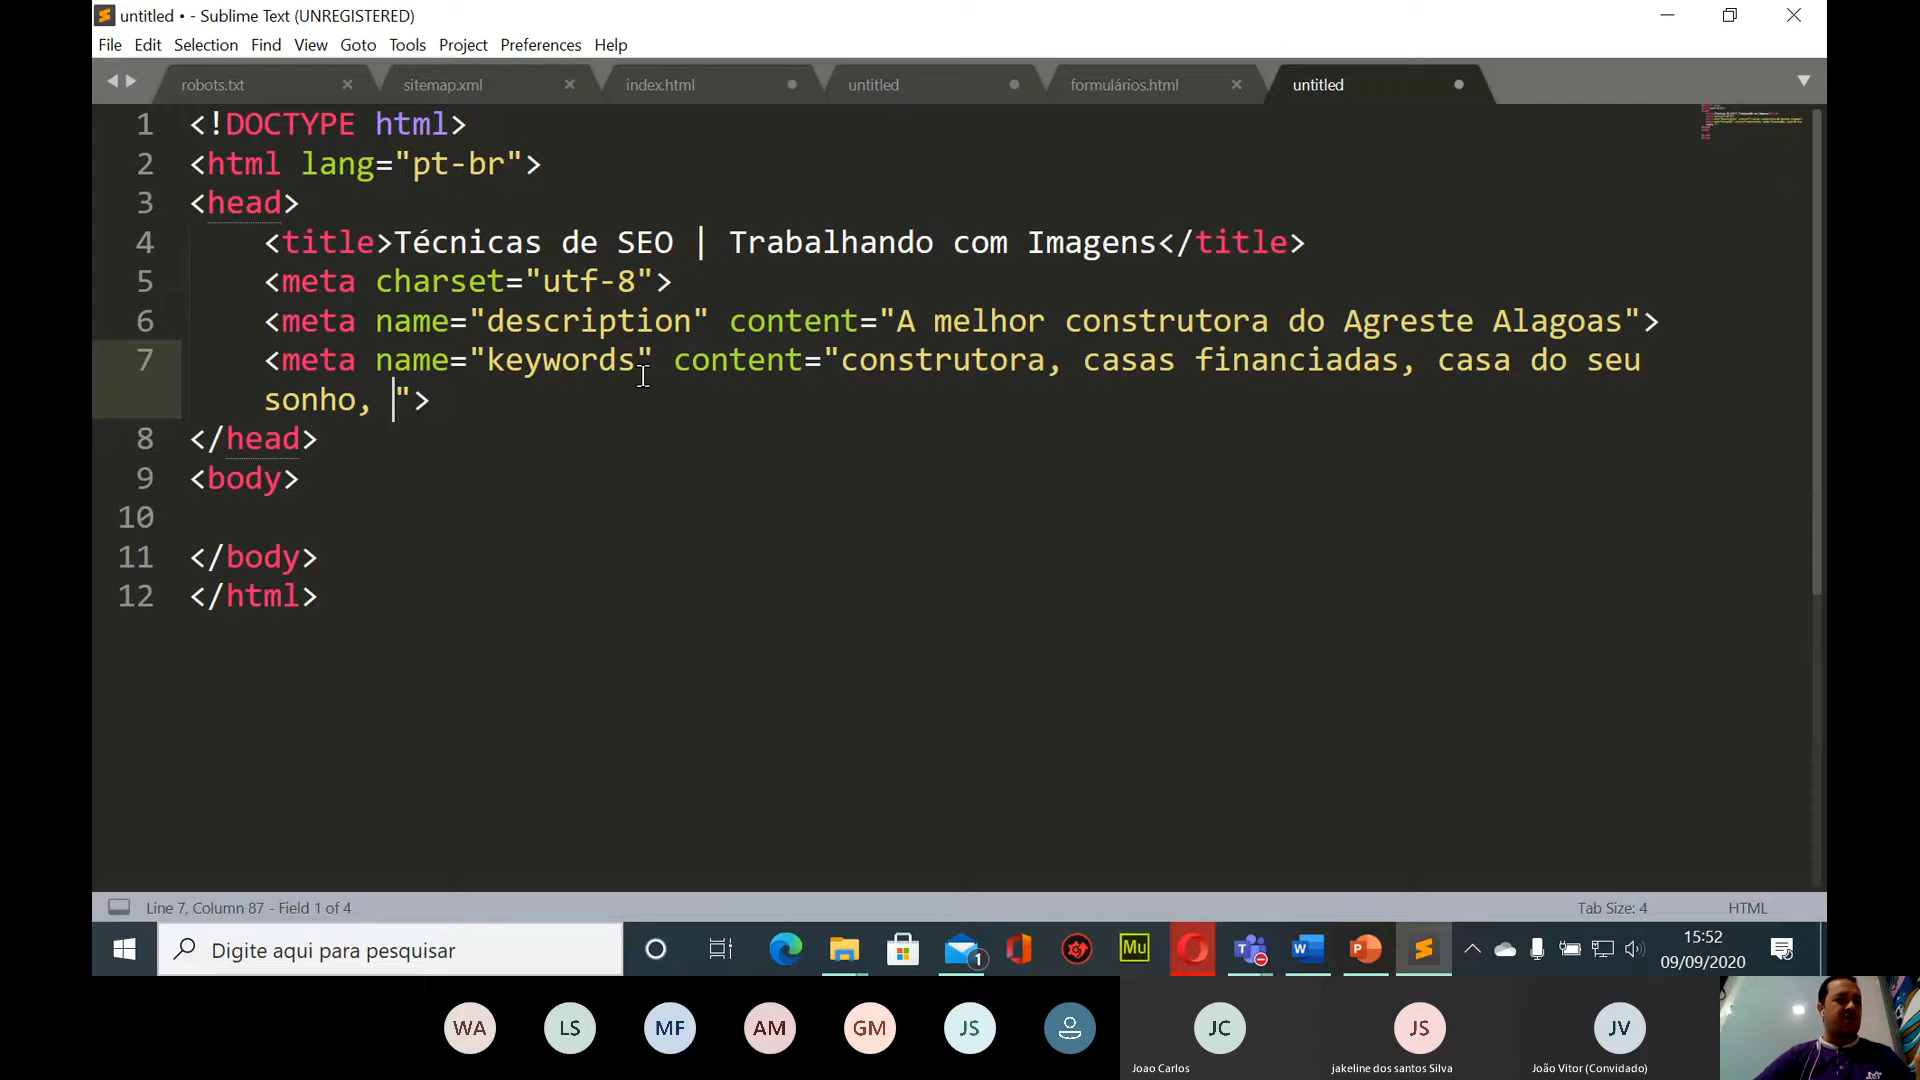 untitled • - Sublime Text (UNREGISTERED)
File Edit Selection Find View Goto Tools Project Preferences Help
robots.txt sitemap.xml index.html untitled formulários.html untitled
1 <!DOCTYPE html>
2 <html lang="pt-br">
3 <head>
4 <title>Técnicas de SEO | Trabalhando com Imagens</title>
5 <meta charset="utf-8">
6 <meta name="description" content="A melhor construtora do Agreste Alagoas">
7 <meta name="keywords" content="construtora, casas financiadas, casa do seu
sonho, ">
8 </head>
9 <body>
10
11 </body>
12 </html>
Line 7, Column 87 - Field 1 of 4 Tab Size: 4 HTML
Digite aqui para pesquisar
1
Mu
15:52
09/09/2020
WA LS MF AM GM JS JC JS JV
Joao Carlos jakeline dos santos Silva João Vitor (Convidado)